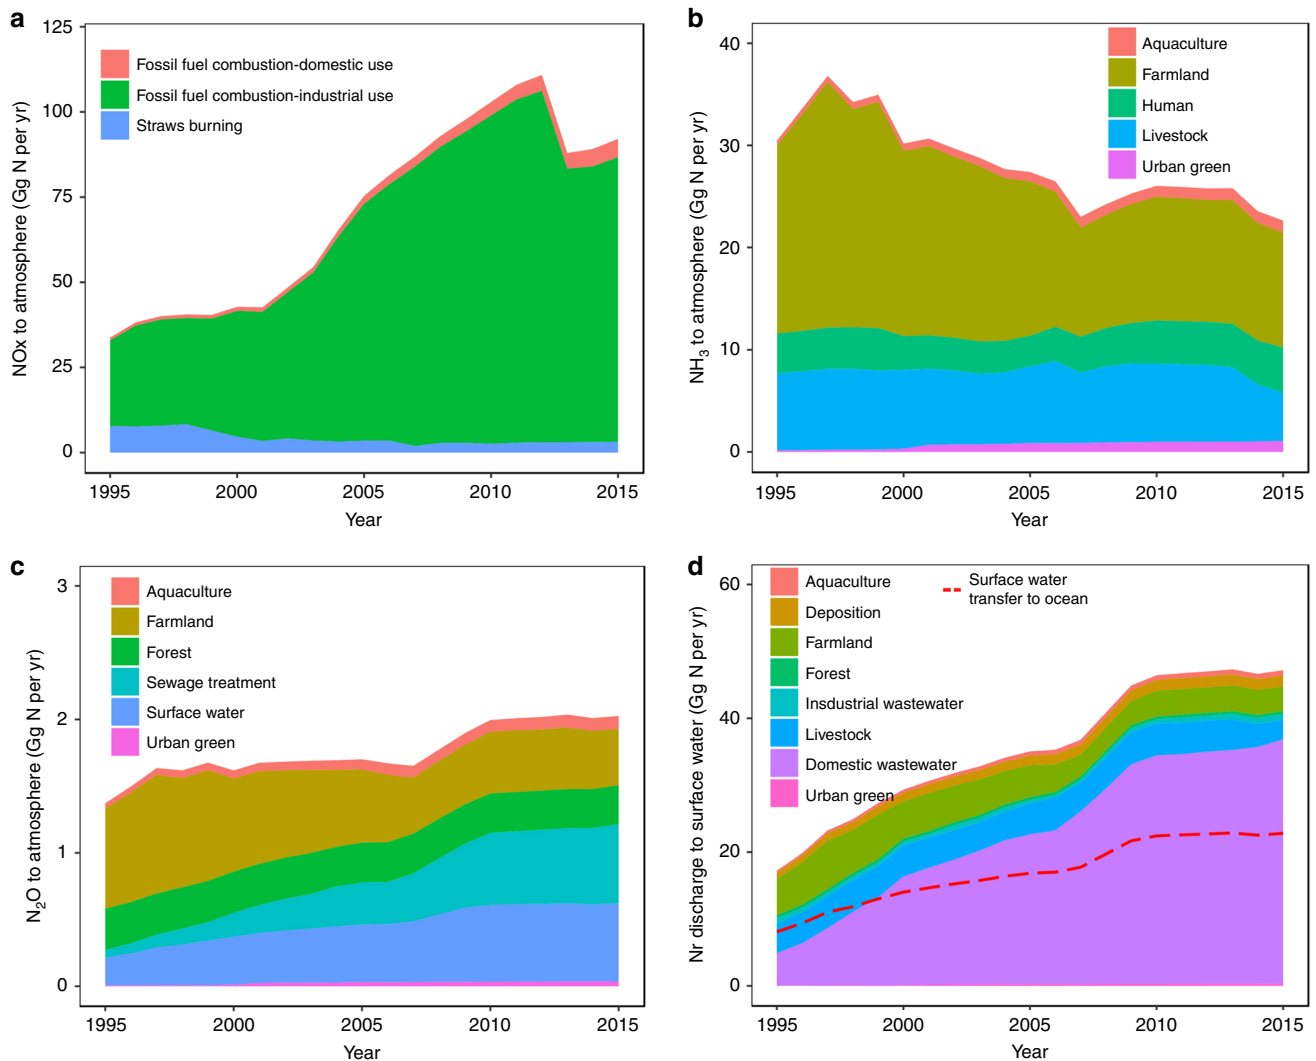 a
NOx to atmosphere (Gg N per yr)
125
100
75
50
25
0
Fossil fuel combustion-domestic use
Fossil fuel combustion-industrial use
Straws burning
1995
2000
2005
2010
2015
Year
b
NH3 to atmosphere (Gg N per yr)
40
30
20
10
0
Aquaculture
Farmland
Human
Livestock
Urban green
1995
2000
2005
2010
2015
Year
c
N2O to atmosphere (Gg N per yr)
3
2
1
0
Aquaculture
Farmland
Forest
Sewage treatment
Surface water
Urban green
1995
2000
2005
2010
2015
Year
d
Nr discharge to surface water (Gg N per yr)
60
40
20
0
Aquaculture
Deposition
Farmland
Forest
Insdustrial wastewater
Livestock
Domestic wastewater
Urban green
Surface water
transfer to ocean
1995
2000
2005
2010
2015
Year